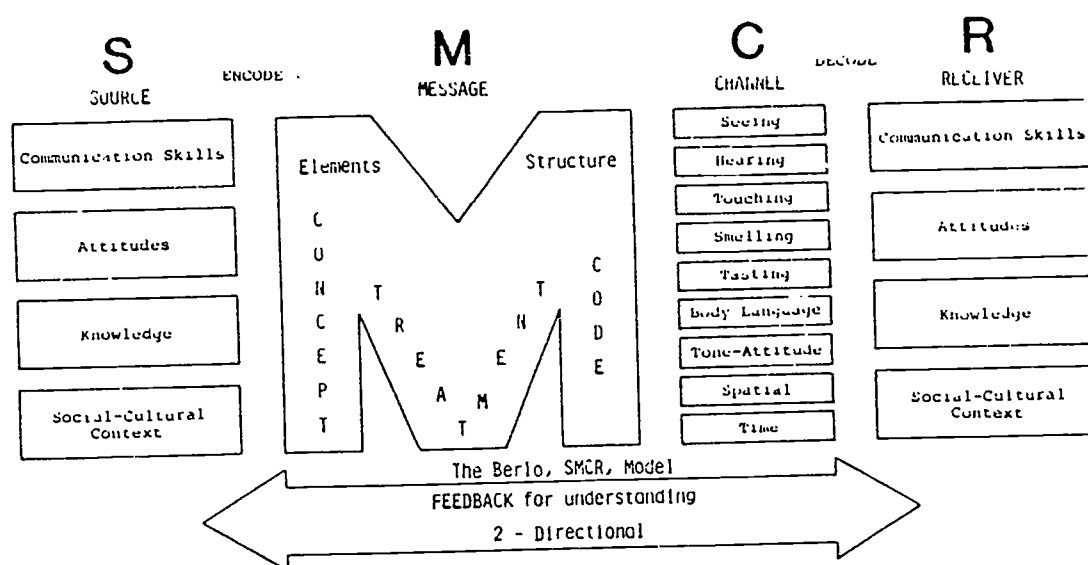 S
SOURCE
Communication Skills
Attitudes
Knowledge
Social-Cultural
Context
ENCODE
M
MESSAGE
Elements
Structure
CONCEPT
TREATMENT
CODE
C
CHANNEL
Seeing
Hearing
Touching
Smelling
Tasting
Body Language
Tone-Attitude
Spatial
Time
DECODE
R
RECEIVER
Communication Skills
Attitudes
Knowledge
Social-Cultural
Context
The Berlo, SMCR, Model
FEEDBACK for understanding
2 - Directional